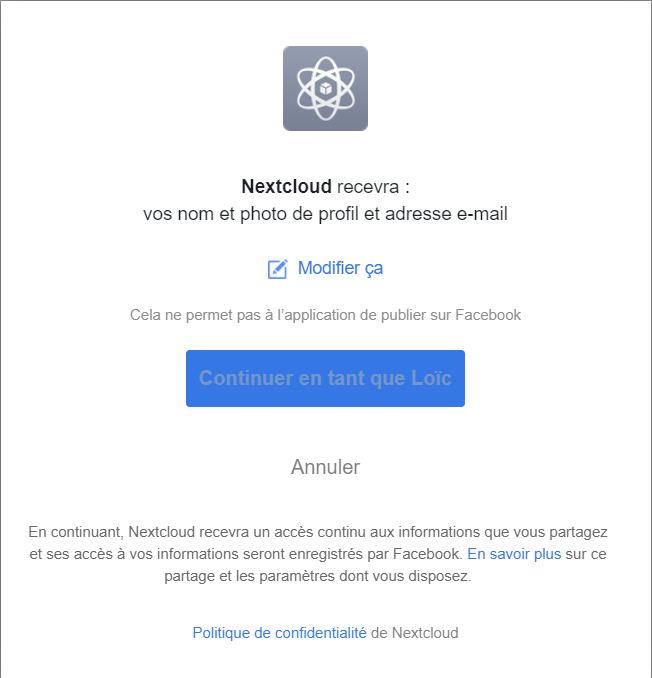 Nextcloud recevra :
vos nom et photo de profil et adresse e-mail
Modifier ça
Cela ne permet pas à l’application de publier sur Facebook
Continuer en tant que Loïc
Annuler
En continuant, Nextcloud recevra un accès continu aux informations que vous partagez
et ses accès à vos informations seront enregistrés par Facebook. En savoir plus sur ce
partage et les paramètres dont vous disposez.
Politique de confidentialité de Nextcloud